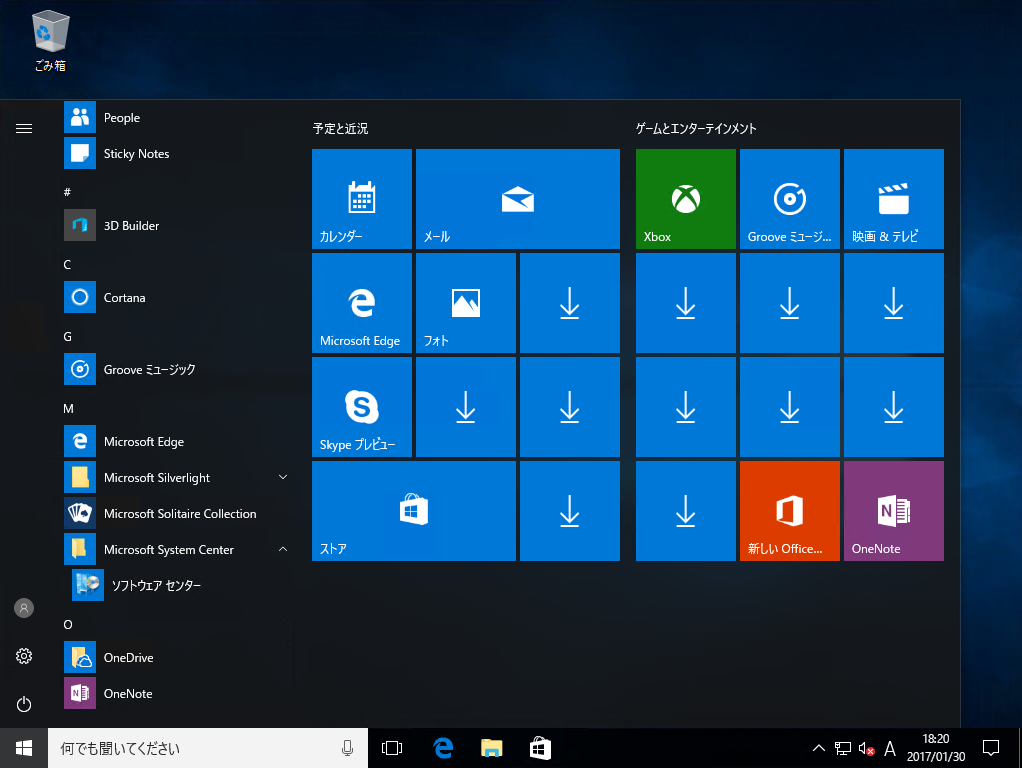 ごみ箱
People
Sticky Notes
#
3D Builder
C
Cortana
G
Groove ミュージック
M
Microsoft Edge
Microsoft Silverlight
Microsoft Solitaire Collection
Microsoft System Center
ソフトウェア センター
O
OneDrive
OneNote
予定と近況
カレンダー
メール
Microsoft Edge
フォト
Skype プレビュー
ストア
ゲームとエンターテインメント
Xbox
Groove ミュージ...
映画 & テレビ
新しい Office...
OneNote
何でも聞いてください
A
18:20
2017/01/30